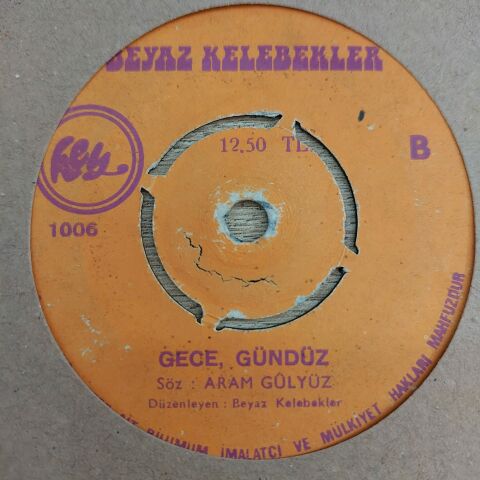 BEYAZ KELEBEKLER
12.50 TL.
B
1006
GECE, GÜNDÜZ
Söz : ARAM GÜLYÜZ
Düzenleyen : Beyaz Kelebekler
BİLUMUM İMALATÇI VE MÜLKİYET HAKLARI MAHFUZDUR